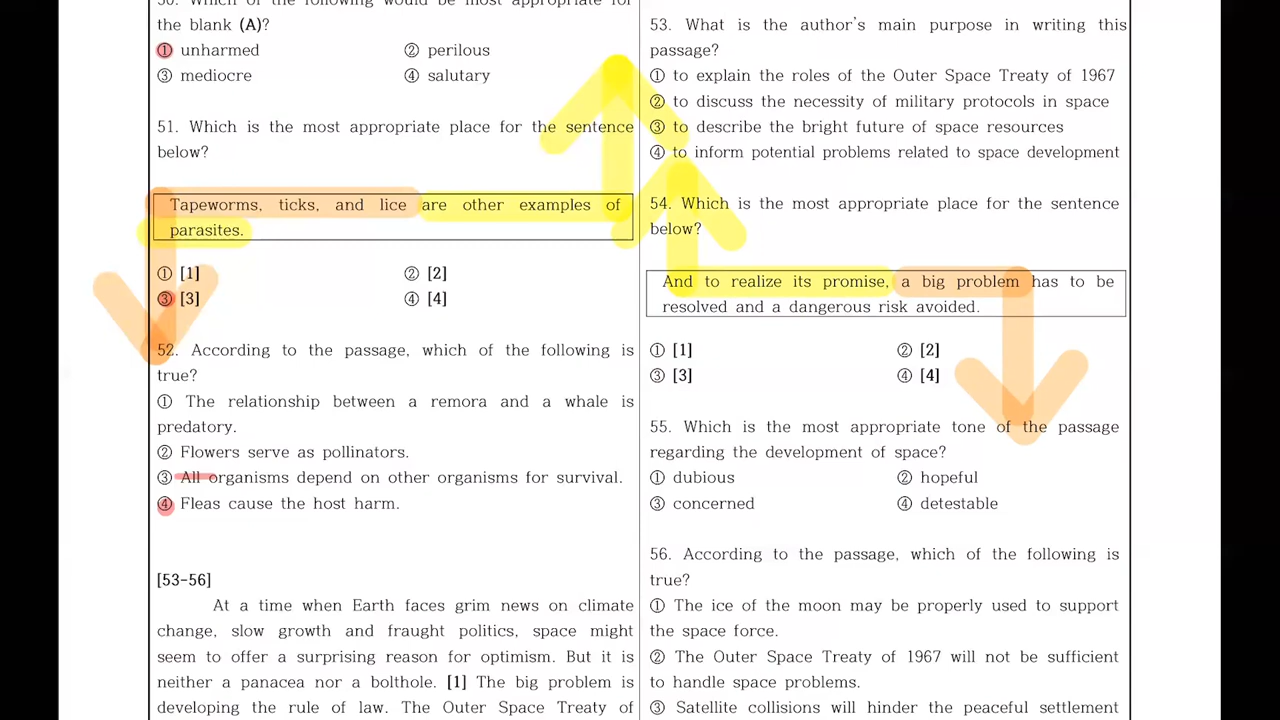 the blank (A)?
① unharmed ② perilous
③ mediocre ④ salutary
51. Which is the most appropriate place for the sentence
below?
Tapeworms, ticks, and lice are other examples of
parasites.
① [1] ② [2]
③ [3] ④ [4]
52. According to the passage, which of the following is
true?
① The relationship between a remora and a whale is
predatory.
② Flowers serve as pollinators.
③ All organisms depend on other organisms for survival.
④ Fleas cause the host harm.
[53-56]
At a time when Earth faces grim news on climate
change, slow growth and fraught politics, space might
seem to offer a surprising reason for optimism. But it is
neither a panacea nor a bolthole. [1] The big problem is
developing the rule of law. The Outer Space Treaty of
53. What is the author's main purpose in writing this
passage?
① to explain the roles of the Outer Space Treaty of 1967
② to discuss the necessity of military protocols in space
③ to describe the bright future of space resources
④ to inform potential problems related to space development
54. Which is the most appropriate place for the sentence
below?
And to realize its promise, a big problem has to be
resolved and a dangerous risk avoided.
① [1] ② [2]
③ [3] ④ [4]
55. Which is the most appropriate tone of the passage
regarding the development of space?
① dubious ② hopeful
③ concerned ④ detestable
56. According to the passage, which of the following is
true?
① The ice of the moon may be properly used to support
the space force.
② The Outer Space Treaty of 1967 will not be sufficient
to handle space problems.
③ Satellite collisions will hinder the peaceful settlement